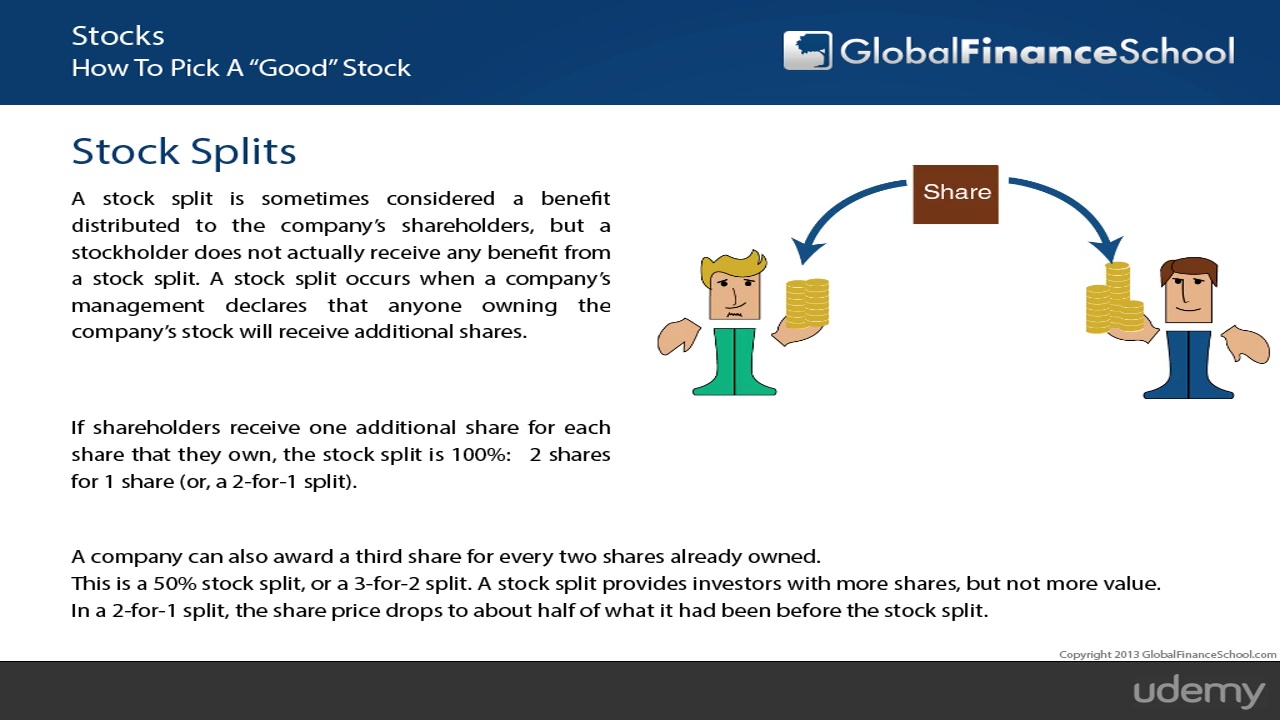 Stocks
How To Pick A “Good” Stock
GlobalFinanceSchool
Stock Splits
A stock split is sometimes considered a benefit
distributed to the company’s shareholders, but a
stockholder does not actually receive any benefit from
a stock split. A stock split occurs when a company’s
management declares that anyone owning the
company’s stock will receive additional shares.
Share
If shareholders receive one additional share for each
share that they own, the stock split is 100%: 2 shares
for 1 share (or, a 2-for-1 split).
A company can also award a third share for every two shares already owned.
This is a 50% stock split, or a 3-for-2 split. A stock split provides investors with more shares, but not more value.
In a 2-for-1 split, the share price drops to about half of what it had been before the stock split.
Copyright 2013 GlobalFinanceSchool.com
udemy